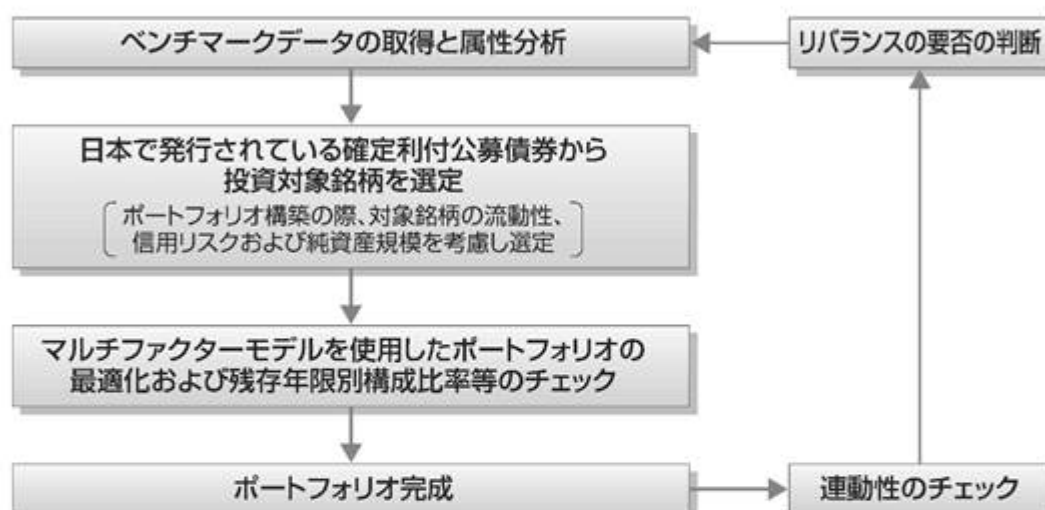 ベンチマークデータの取得と属性分析
リバランスの要否の判断
日本で発行されている確定利付公募債券から
投資対象銘柄を選定
ポートフォリオ構築の際、対象銘柄の流動性、
信用リスクおよび純資産規模を考慮し選定
マルチファクターモデルを使用したポートフォリオの
最適化および残存年限別構成比率等のチェック
ポートフォリオ完成
連動性のチェック